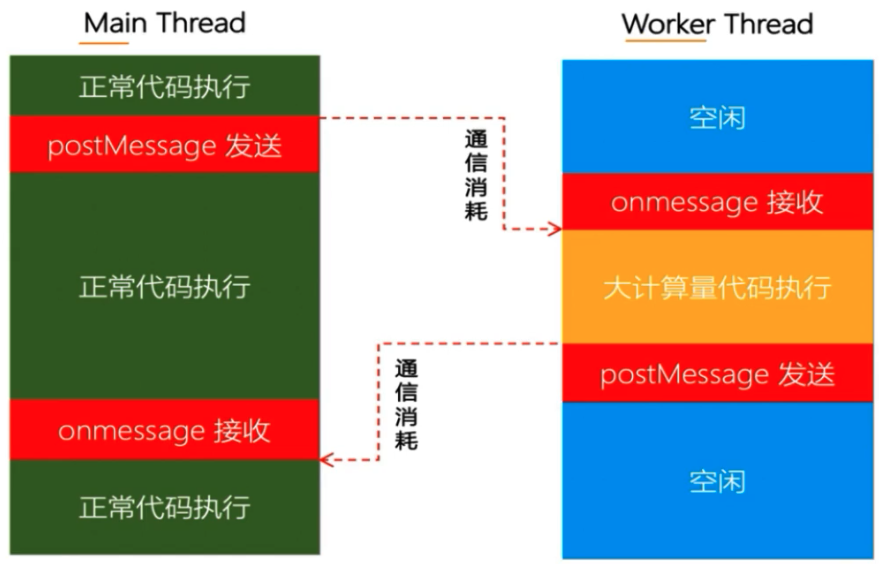 Main Thread
正常代码执行
postMessage 发送
正常代码执行
onmessage 接收
正常代码执行
通信消耗
通信消耗
Worker Thread
空闲
onmessage 接收
大计算量代码执行
postMessage 发送
空闲